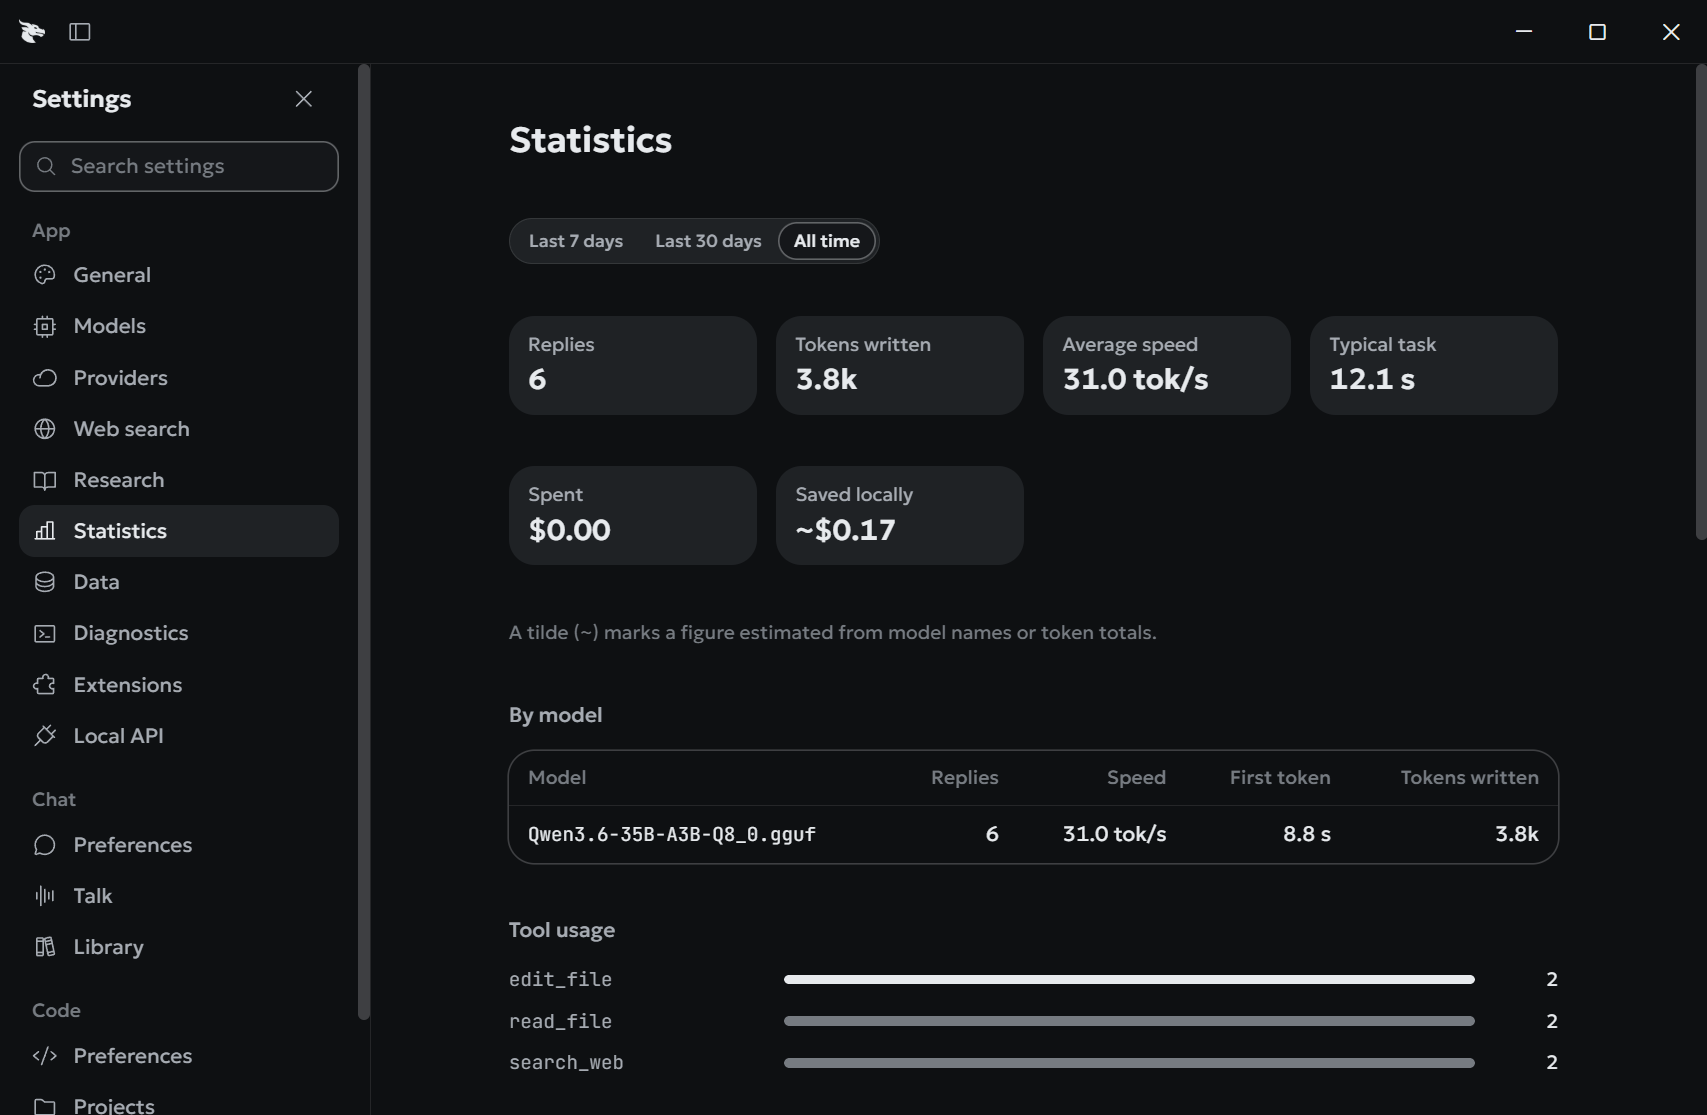 Settings
Search settings
App
General
Models
Providers
Web search
Research
Statistics
Data
Diagnostics
Extensions
Local API
Chat
Preferences
Talk
Library
Code
Preferences
Projects
Statistics
Last 7 days Last 30 days All time
Replies
6
Tokens written
3.8k
Average speed
31.0 tok/s
Typical task
12.1 s
Spent
$0.00
Saved locally
~$0.17
A tilde (~) marks a figure estimated from model names or token totals.
By model
Model Replies Speed First token Tokens written
Qwen3.6-35B-A3B-Q8_0.gguf 6 31.0 tok/s 8.8 s 3.8k
Tool usage
edit_file 2
read_file 2
search_web 2